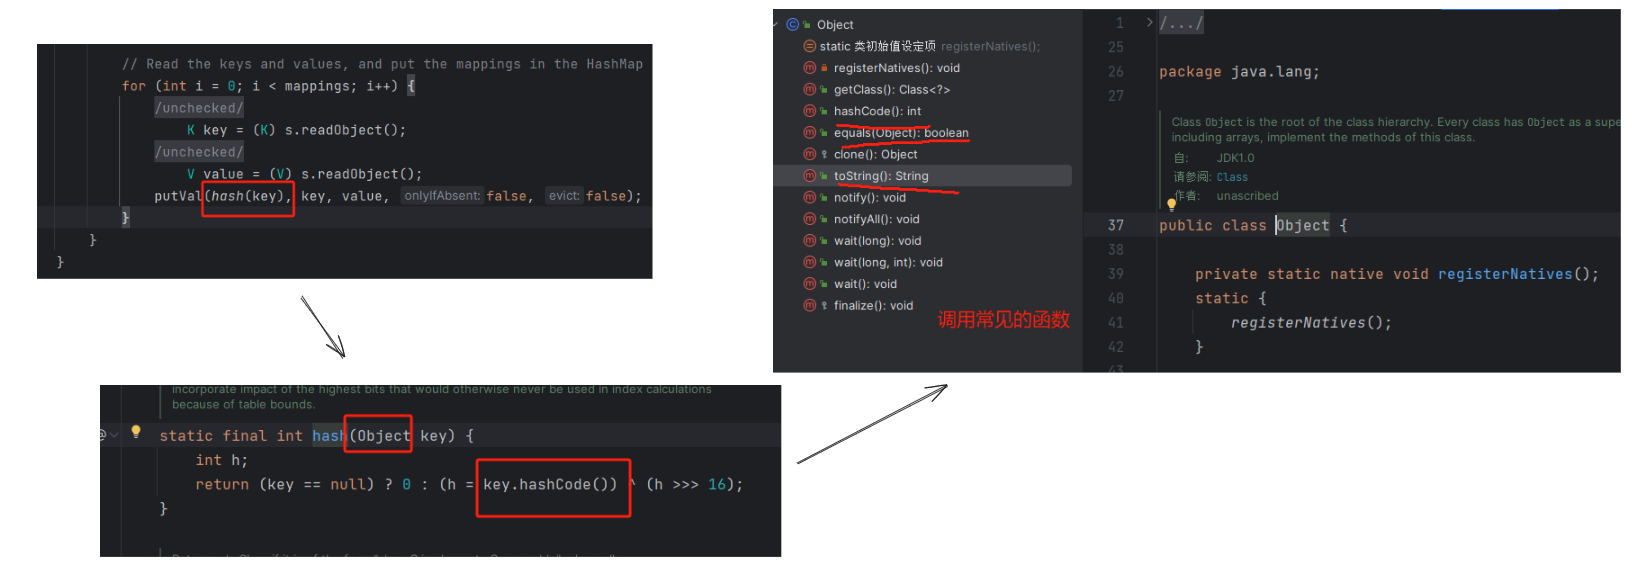 // Read the keys and values, and put the mappings in the HashMap
for (int i = 0; i < mappings; i++) {
/unchecked/
K key = (K) s.readObject();
/unchecked/
V value = (V) s.readObject();
putVal(hash(key), key, value, onlyIfAbsent: false, evict: false);
}
}
}
incorporate impact of the highest bits that would otherwise never be used in index calculations
because of table bounds.
static final int hash(Object key) {
int h;
return (key == null) ? 0 : (h = key.hashCode()) ^ (h >>> 16);
}
Object
static 类初始值设定项 registerNatives();
registerNatives(): void
getClass(): Class<?>
hashCode(): int
equals(Object): boolean
clone(): Object
toString(): String
notify(): void
notifyAll(): void
wait(long): void
wait(long, int): void
wait(): void
finalize(): void
调用常见的函数
1 /.../
25
26 package java.lang;
27
Class Object is the root of the class hierarchy. Every class has Object as a supe
including arrays, implement the methods of this class.
自: JDK1.0
请参阅: Class
作者: unascribed
37 public class Object {
38
39 private static native void registerNatives();
40 static {
41 registerNatives();
42 }
43